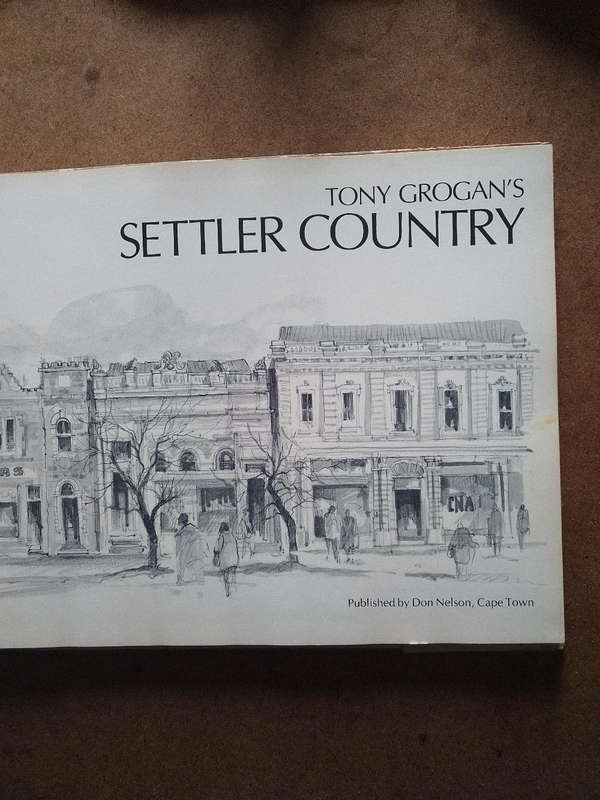 TONY GROGAN'S
SETTLER COUNTRY
CNA
Published by Don Nelson, Cape Town